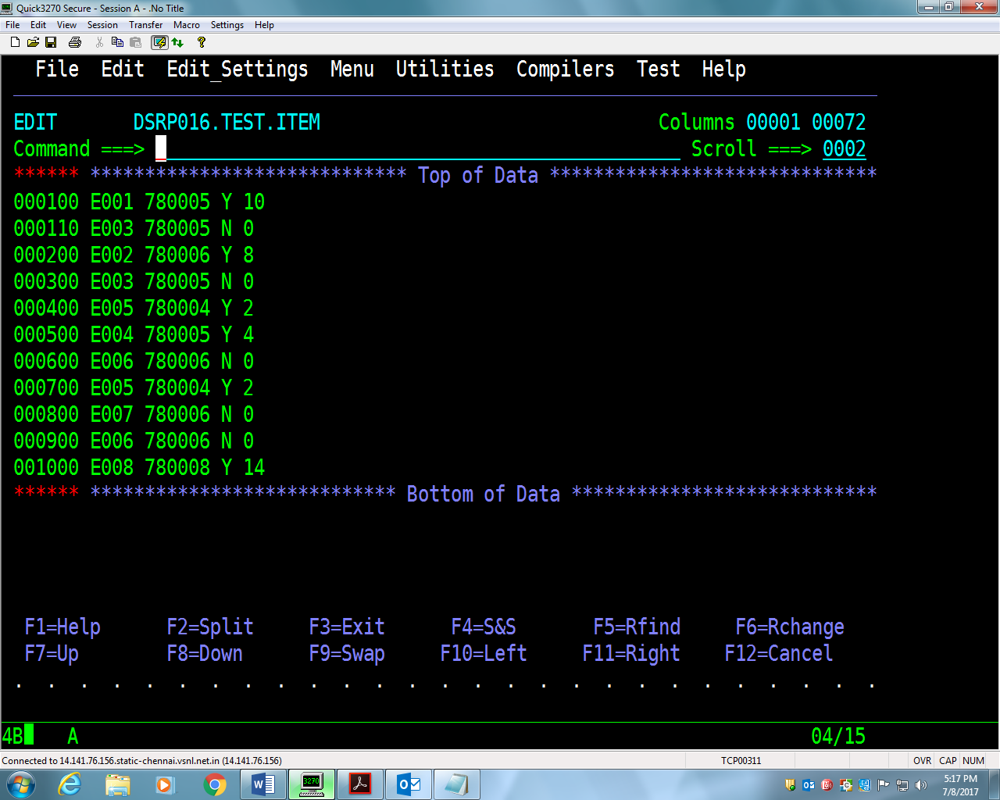 Quick3270 Secure - Session A - .No Title
File Edit View Session Transfer Macro Settings Help
File Edit Edit_Settings Menu Utilities Compilers Test Help
EDIT DSRP016.TEST.ITEM Columns 00001 00072
Command ===> Scroll ===> 0002
****** ***************************** Top of Data ******************************
000100 E001 780005 Y 10
000110 E003 780005 N 0
000200 E002 780006 Y 8
000300 E003 780005 N 0
000400 E005 780004 Y 2
000500 E004 780005 Y 4
000600 E006 780006 N 0
000700 E005 780004 Y 2
000800 E007 780006 N 0
000900 E006 780006 N 0
001000 E008 780008 Y 14
****** **************************** Bottom of Data ****************************
F1=Help F2=Split F3=Exit F4=S&S F5=Rfind F6=Rchange
F7=Up F8=Down F9=Swap F10=Left F11=Right F12=Cancel
. . . . . . . . . . . . . . . . . . . . . . . . . . .
4B A 04/15
Connected to 14.141.76.156.static-chennai.vsnl.net.in (14.141.76.156) TCP00311 OVR CAP NUM
3270
5:17 PM
7/8/2017